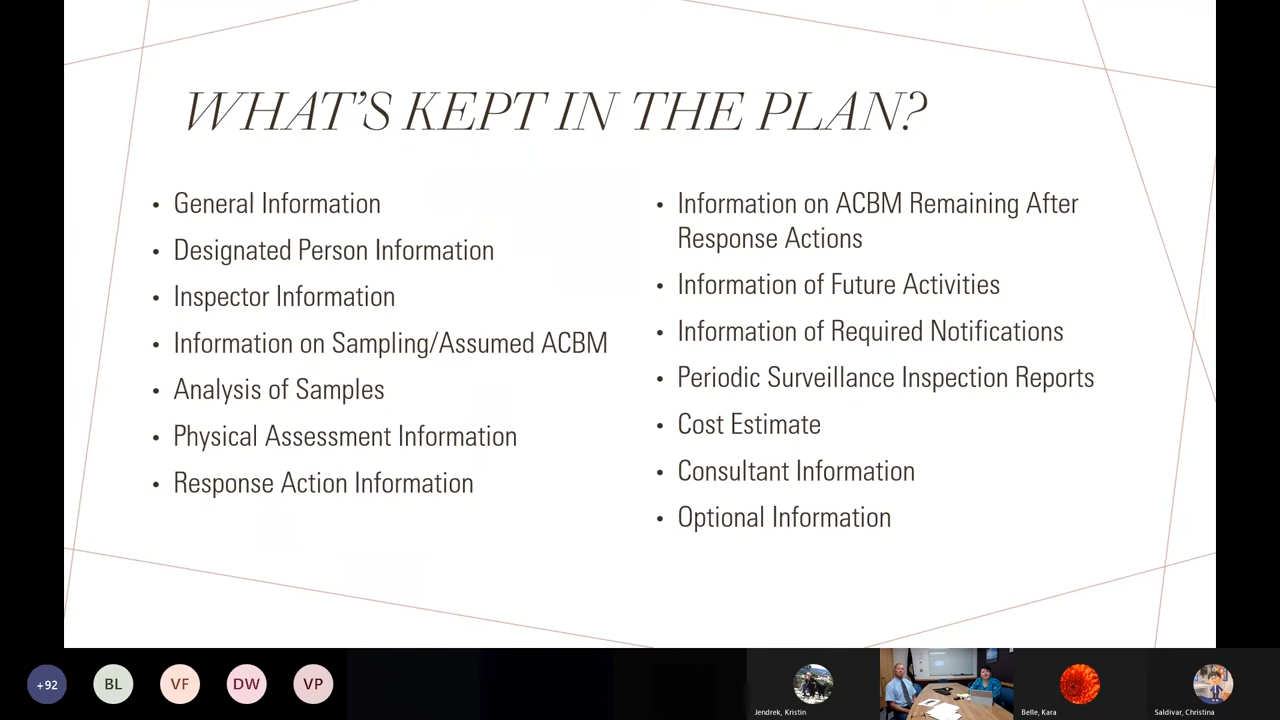 WHAT'S KEPT IN THE PLAN?
• General Information
• Designated Person Information
• Inspector Information
• Information on Sampling/Assumed ACBM
• Analysis of Samples
• Physical Assessment Information
• Response Action Information
• Information on ACBM Remaining After
Response Actions
• Information of Future Activities
• Information of Required Notifications
• Periodic Surveillance Inspection Reports
• Cost Estimate
• Consultant Information
• Optional Information
+92
BL
VF
DW
VP
Jendrek, Kristin
Belle, Kara
Saldivar, Christina